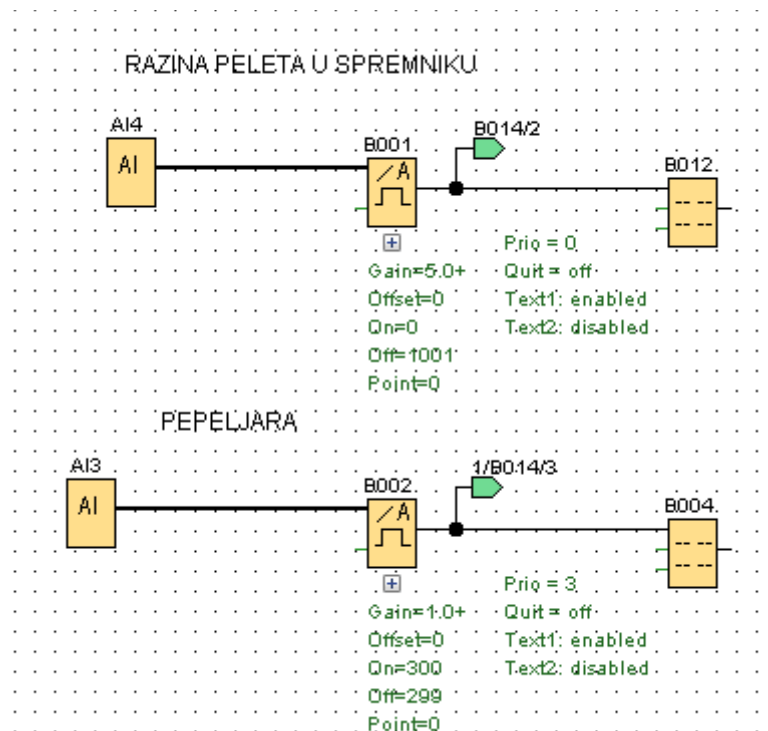 RAZINA PELETA U SPREMNIKU
AI4
AI
B001
/A
B014/2
B012
Gain=5.0+
Offset=0
On=0
Off=1001
Point=0
Prio = 0
Quit = off
Text1: enabled
Text2: disabled
PEPELJARA
AI3
AI
B002
/A
1/B014/3
B004
Gain=1.0+
Offset=0
On=300
Off=299
Point=0
Prio = 3
Quit = off
Text1: enabled
Text2: disabled